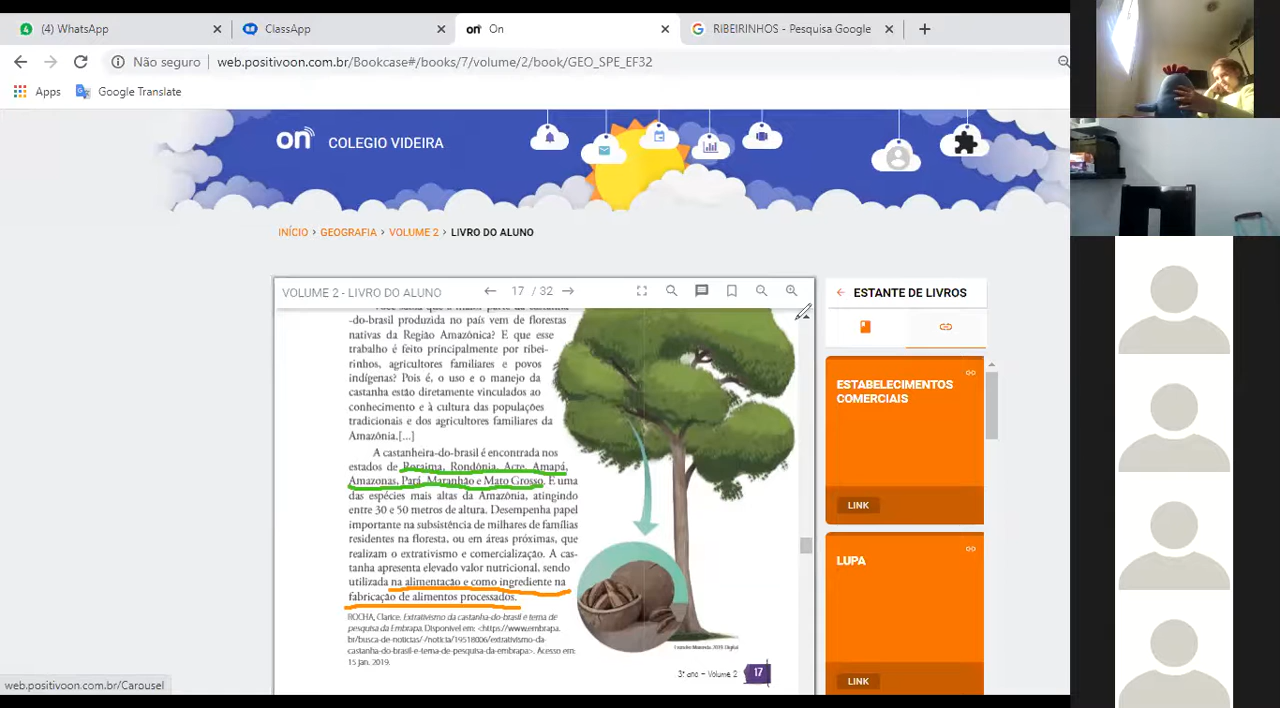 (4) WhatsApp
ClassApp
on On
RIBEIRINHOS - Pesquisa Google
Não seguro
web.positivoon.com.br/Bookcase#/books/7/volume/2/book/GEO_SPE_EF32
Apps
Google Translate
on COLEGIO VIDEIRA
INÍCIO > GEOGRAFIA > VOLUME 2 > LIVRO DO ALUNO
VOLUME 2 - LIVRO DO ALUNO
17 / 32
-do-brasil produzida no país vem de florestas
nativas da Região Amazônica? E que esse
trabalho é feito principalmente por ribei-
rinhos, agricultores familiares e povos
indígenas? Pois é, o uso e o manejo da
castanha estão diretamente vinculados ao
conhecimento e à cultura das populações
tradicionais e dos agricultores familiares da
Amazônia.[...]
A castanheira-do-brasil é encontrada nos
estados de Roraima, Rondônia, Acre, Amapá,
Amazonas, Pará, Maranhão e Mato Grosso. É uma
das espécies mais altas da Amazônia, atingindo
entre 30 e 50 metros de altura. Desempenha papel
importante na subsistência de milhares de famílias
residentes na floresta, ou em áreas próximas, que
realizam o extrativismo e comercialização. A cas-
tanha apresenta elevado valor nutricional, sendo
utilizada na alimentação e como ingrediente na
fabricação de alimentos processados.
ROCHA, Clarice. Extrativismo da castanha-do-brasil e tema de
pesquisa da Embrapa. Disponível em: <https://www.embrapa.
br/busca-de-noticias/-/noticia/19518006/extrativismo-da-
castanha-do-brasil-e-tema-de-pesquisa-da-embrapa>. Acesso em:
15 jan. 2019.
3º. ano – Volume 2 17
ESTANTE DE LIVROS
ESTABELECIMENTOS
COMERCIAIS
LINK
LUPA
LINK
web.positivoon.com.br/Carousel